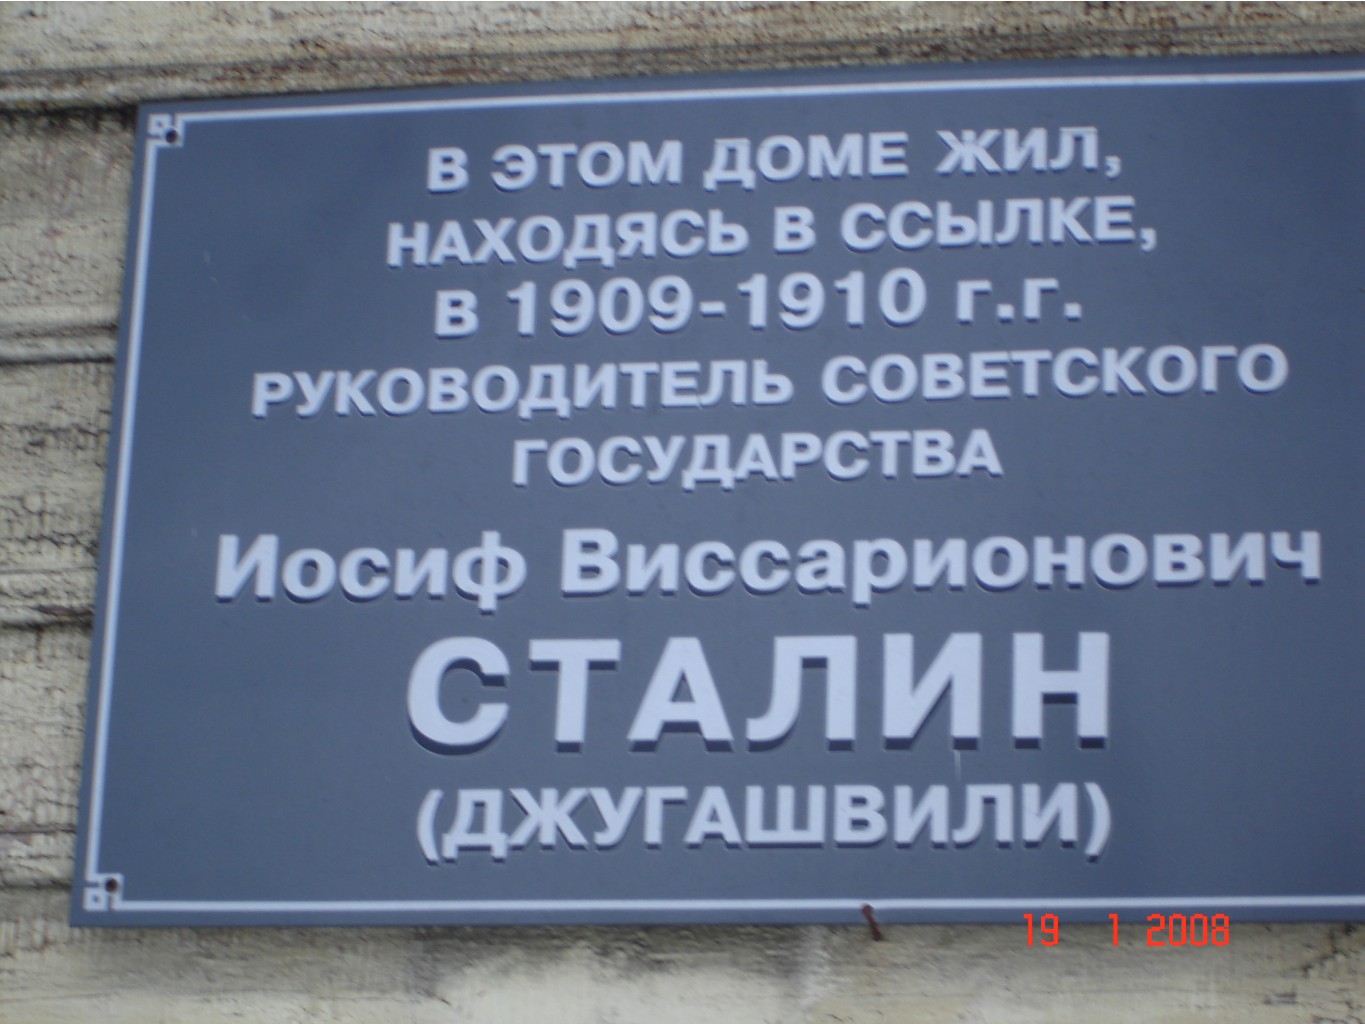 В ЭТОМ ДОМЕ ЖИЛ,
НАХОДЯСЬ В ССЫЛКЕ,
В 1909-1910 г.г.
РУКОВОДИТЕЛЬ СОВЕТСКОГО
ГОСУДАРСТВА
Иосиф Виссарионович
СТАЛИН
(ДЖУГАШВИЛИ)
19 1 2008